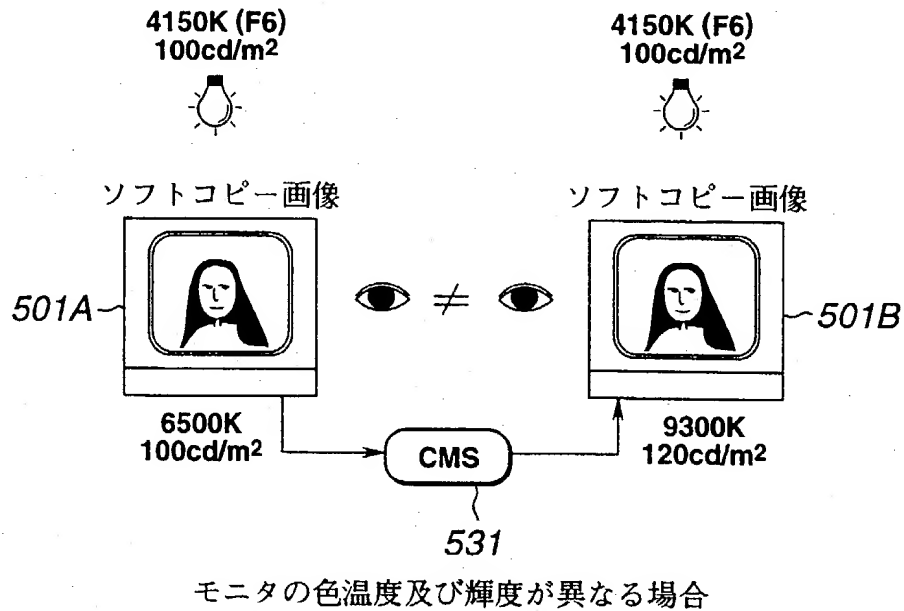 4150K (F6)
100cd/m2
4150K (F6)
100cd/m2
ソフトコピー画像
ソフトコピー画像
501A
≠
501B
6500K
100cd/m2
9300K
120cd/m2
CMS
531
モニタの色温度及び輝度が異なる場合